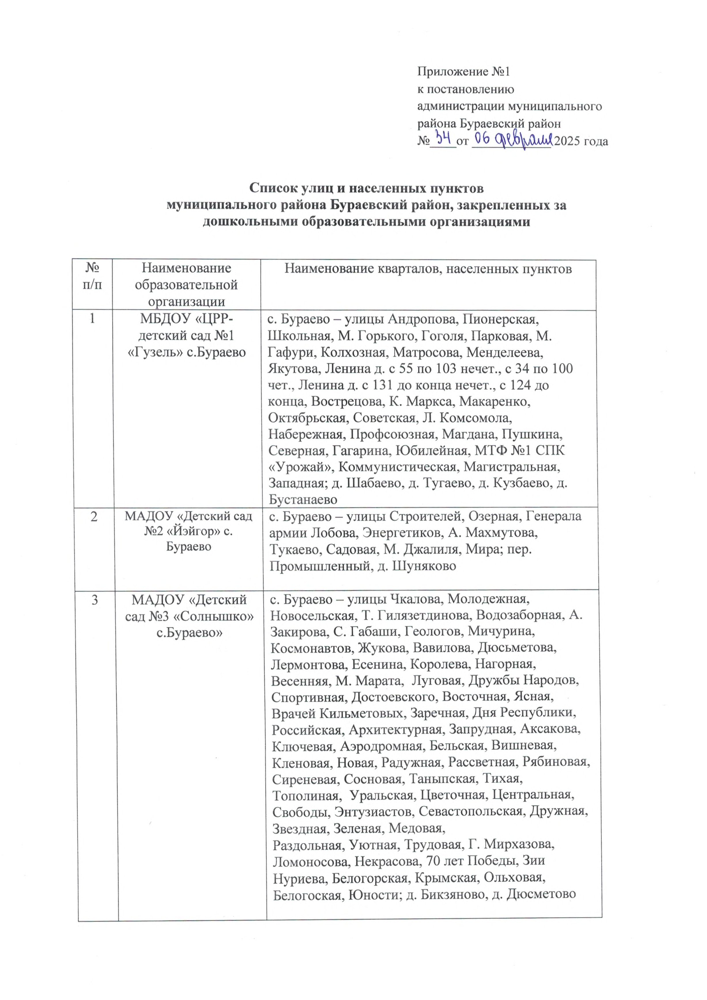 Приложение №1
к постановлению
администрации муниципального
района Бураевский район
№ 34 от 06 февраля 2025 года
Список улиц и населенных пунктов
муниципального района Бураевский район, закрепленных за
дошкольными образовательными организациями
№ п/п
Наименование
образовательной
организации
Наименование кварталов, населенных пунктов
1
МБДОУ «ЦРР-
детский сад №1
«Гузель» с.Бураево
с. Бураево – улицы Андропова, Пионерская,
Школьная, М. Горького, Гоголя, Парковая, М.
Гафури, Колхозная, Матросова, Менделеева,
Якутова, Ленина д. с 55 по 103 нечет., с 34 по 100
чет., Ленина д. с 131 до конца нечет., с 124 до
конца, Вострецова, К. Маркса, Макаренко,
Октябрьская, Советская, Л. Комсомола,
Набережная, Профсоюзная, Магдана, Пушкина,
Северная, Гагарина, Юбилейная, МТФ №1 СПК
«Урожай», Коммунистическая, Магистральная,
Западная; д. Шабаево, д. Тугаево, д. Кузбаево, д.
Бустанаево
2
МАДОУ «Детский сад
№2 «Йэйгор» с.
Бураево
с. Бураево – улицы Строителей, Озерная, Генерала
армии Лобова, Энергетиков, А. Махмутова,
Тукаево, Садовая, М. Джалиля, Мира; пер.
Промышленный, д. Шуняково
3
МАДОУ «Детский
сад №3 «Солнышко»
с.Бураево»
с. Бураево – улицы Чкалова, Молодежная,
Новосельская, Т. Гилязетдинова, Водозаборная, А.
Закирова, С. Габаши, Геологов, Мичурина,
Космонавтов, Жукова, Вавилова, Дюсьметова,
Лермонтова, Есенина, Королева, Нагорная,
Весенняя, М. Марата, Луговая, Дружбы Народов,
Спортивная, Достоевского, Восточная, Ясная,
Врачей Кильметовых, Заречная, Дня Республики,
Российская, Архитектурная, Запрудная, Аксакова,
Ключевая, Аэродромная, Бельская, Вишневая,
Кленовая, Новая, Радужная, Рассветная, Рябиновая,
Сиреневая, Сосновая, Таныпская, Тихая,
Тополиная, Уральская, Цветочная, Центральная,
Свободы, Энтузиастов, Севастопольская, Дружная,
Звездная, Зеленая, Медовая,
Раздольная, Уютная, Трудовая, Г. Мирхазова,
Ломоносова, Некрасова, 70 лет Победы, Зии
Нуриева, Белогорская, Крымская, Ольховая,
Белогоская, Юности; д. Бикзяново, д. Дюсметово